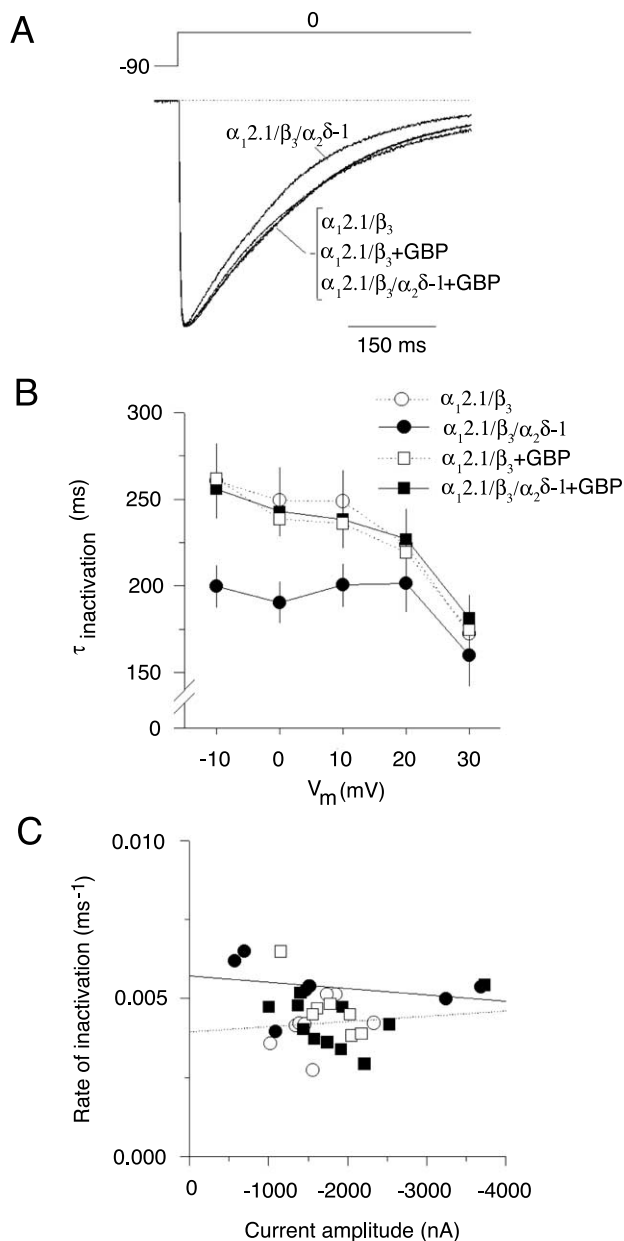 A
0
-90
α₁2.1/β₃/α₂δ-1
α₁2.1/β₃
α₁2.1/β₃+GBP
α₁2.1/β₃/α₂δ-1+GBP
150 ms
B
α₁2.1/β₃
α₁2.1/β₃/α₂δ-1
α₁2.1/β₃+GBP
α₁2.1/β₃/α₂δ-1+GBP
300
250
200
150
0
τ inactivation (ms)
-10 0 10 20 30
Vm (mV)
C
0.010
0.005
0.000
Rate of inactivation (ms⁻¹)
0 -1000 -2000 -3000 -4000
Current amplitude (nA)